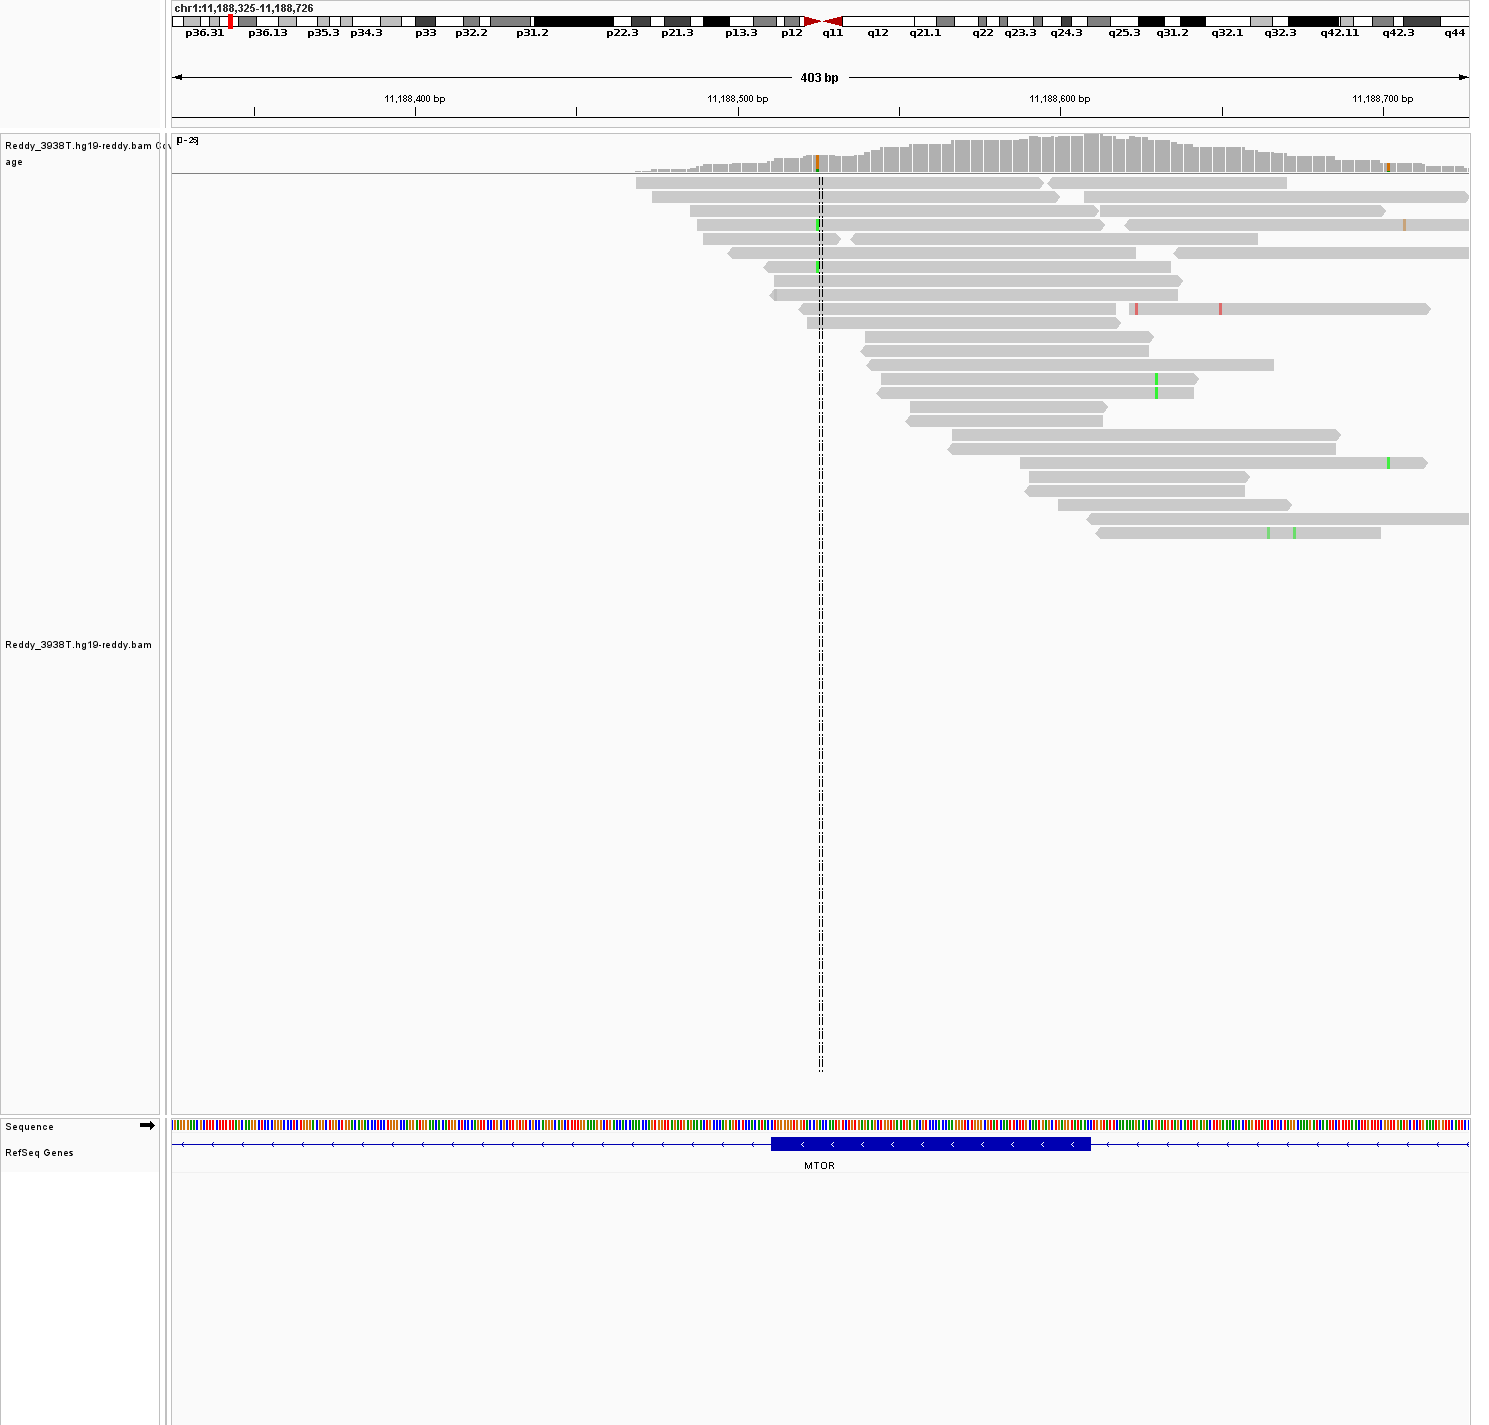 chr1:11,188,325-11,188,726
p36.31 p36.13 p35.3 p34.3 p33 p32.2 p31.2 p22.3 p21.3 p13.3 p12 q11 q12 q21.1 q22 q23.3 q24.3 q25.3 q31.2 q32.1 q32.3 q42.11 q42.3 q44
403 bp
11,188,400 bp 11,188,500 bp 11,188,600 bp 11,188,700 bp
Reddy_3938T.hg19-reddy.bam Cov
age
[0 - 25]
Reddy_3938T.hg19-reddy.bam
Sequence
RefSeq Genes
MTOR